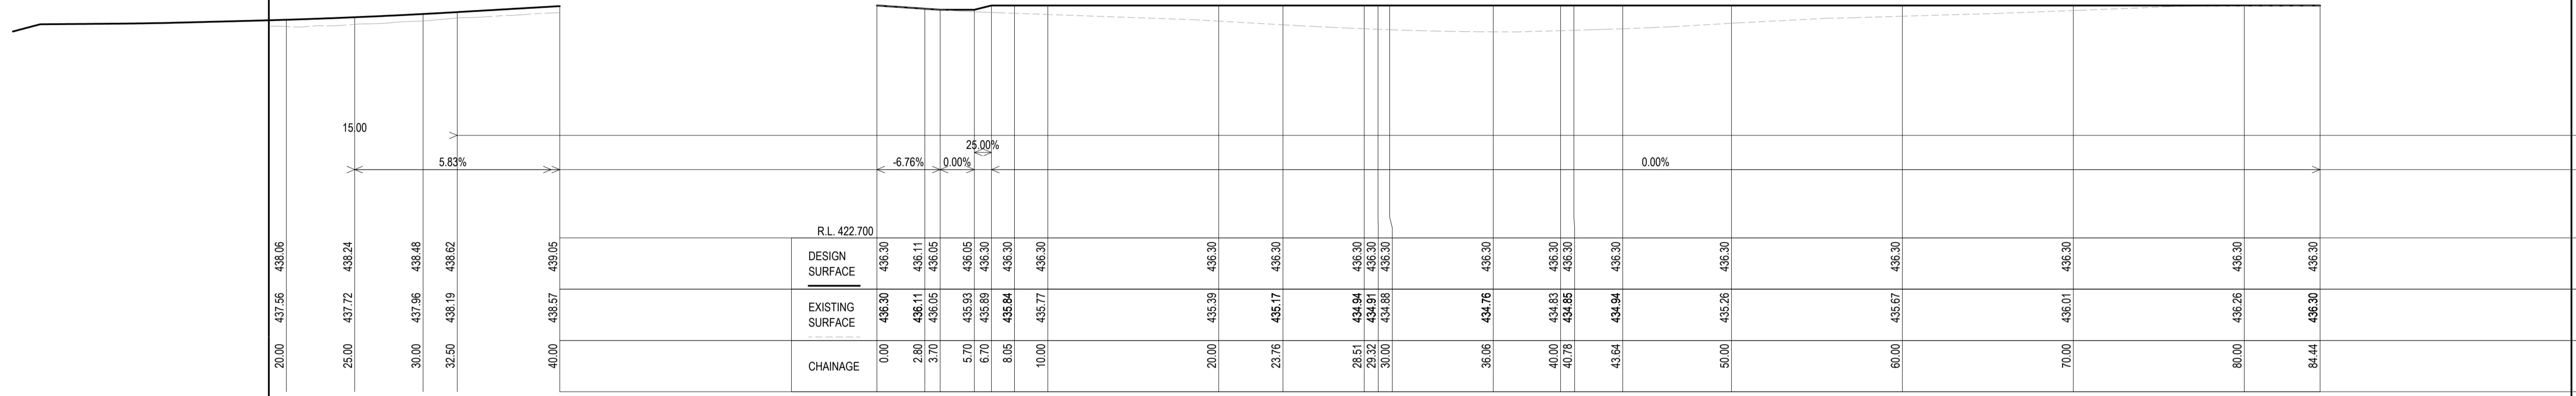 15.00
25.00%
5.83%
-6.76%
0.00%
0.00%
R.L. 422.700
438.06 438.24 438.48 438.62 439.05
DESIGN
SURFACE
436.30 436.11 436.05 436.05 436.30 436.30 436.30 436.30 436.30 436.30 436.30 436.30 436.30 436.30 436.30 436.30 436.30 436.30 436.30 436.30 436.30
437.56 437.72 437.96 438.19 438.57
EXISTING
SURFACE
436.30 436.11 436.05 435.93 435.89 435.84 435.77 435.39 435.17 434.94 434.91 434.88 434.76 434.83 434.85 434.94 435.26 435.67 436.01 436.26 436.30
20.00 25.00 30.00 32.50 40.00
CHAINAGE
0.00 2.80 3.70 5.70 6.70 8.05 10.00 20.00 23.76 28.51 29.32 30.00 36.06 40.00 40.78 43.64 50.00 60.00 70.00 80.00 84.44